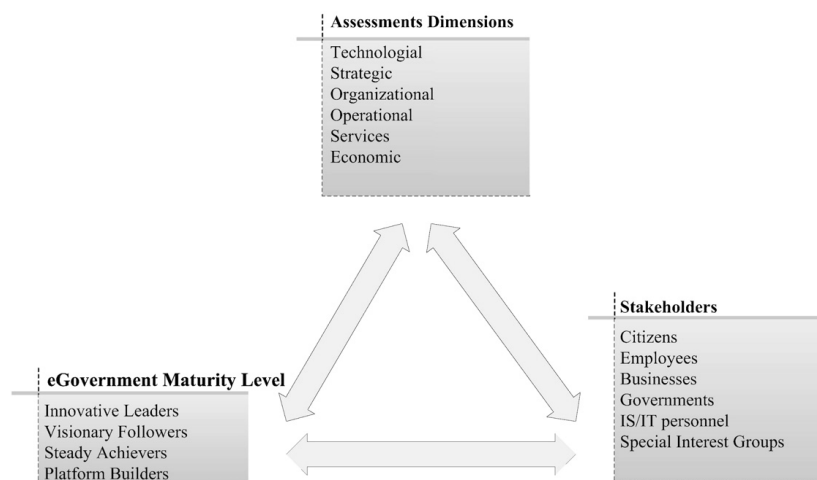 Assessments Dimensions
Technologial
Strategic
Organizational
Operational
Services
Economic
Stakeholders
Citizens
Employees
Businesses
Governments
IS/IT personnel
Special Interest Groups
eGovernment Maturity Level
Innovative Leaders
Visionary Followers
Steady Achievers
Platform Builders